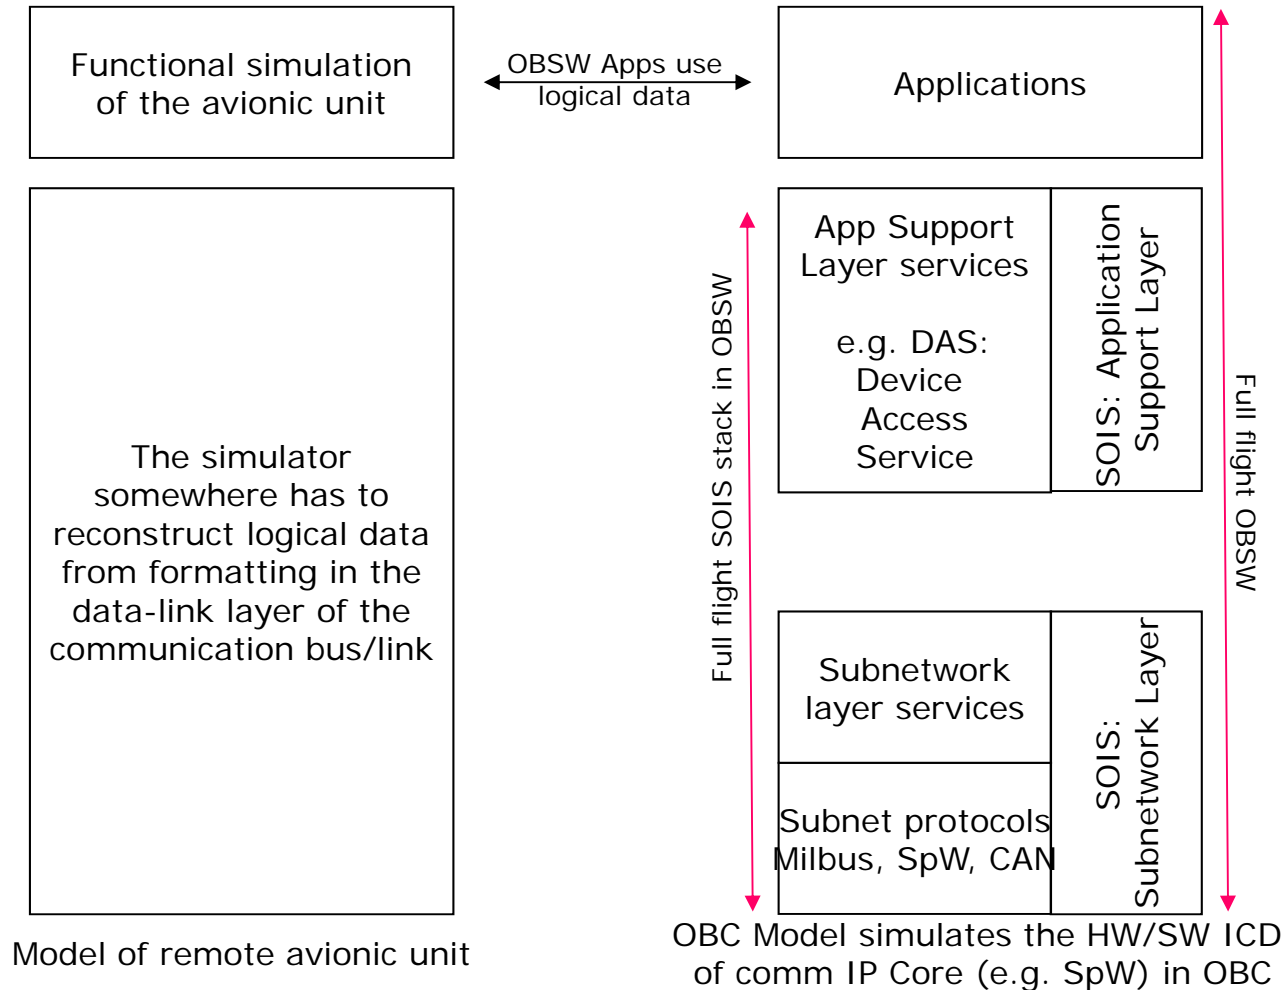 Functional simulation
of the avionic unit
OBSW Apps use
logical data
Applications
The simulator
somewhere has to
reconstruct logical data
from formatting in the
data-link layer of the
communication bus/link
Full flight SOIS stack in OBSW
App Support
Layer services
e.g. DAS:
Device
Access
Service
SOIS: Application
Support Layer
Full flight OBSW
Subnetwork
layer services
Subnet protocols
Milbus, SpW, CAN
SOIS:
Subnetwork Layer
Model of remote avionic unit
OBC Model simulates the HW/SW ICD
of comm IP Core (e.g. SpW) in OBC